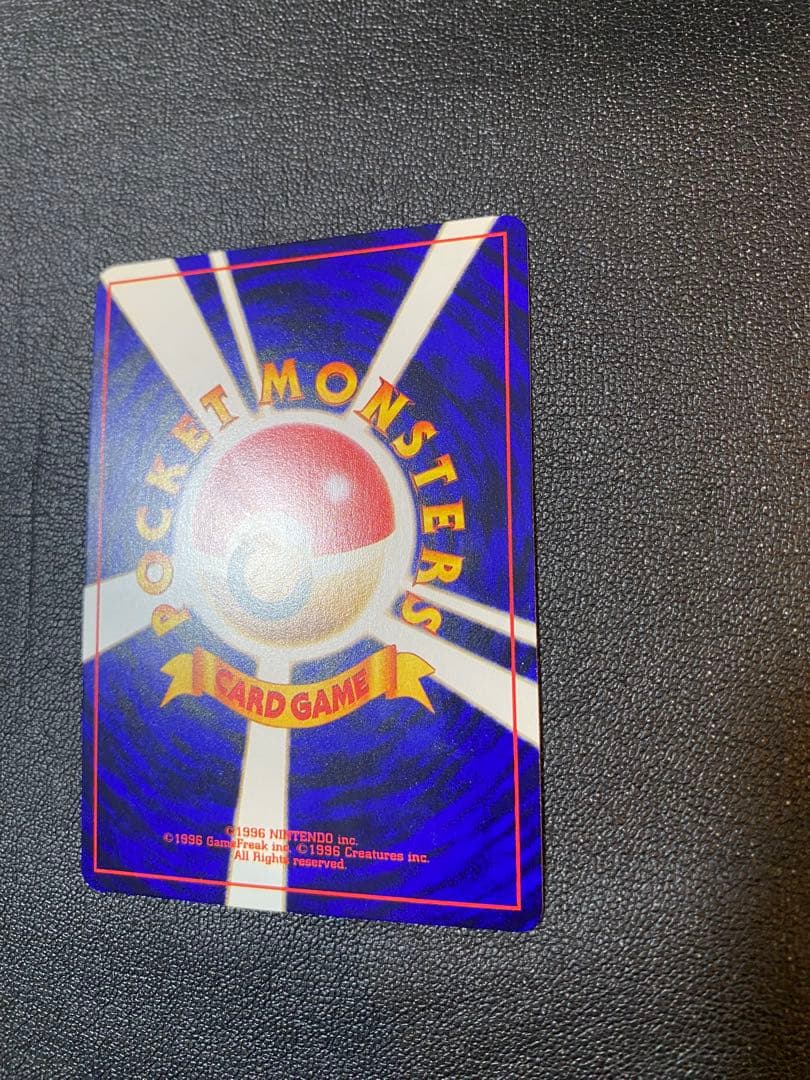 POCKET MONSTERS
CARD GAME
©1996 NINTENDO inc.
©1996 GameFreak inc. ©1996 Creatures inc.
All Rights reserved.